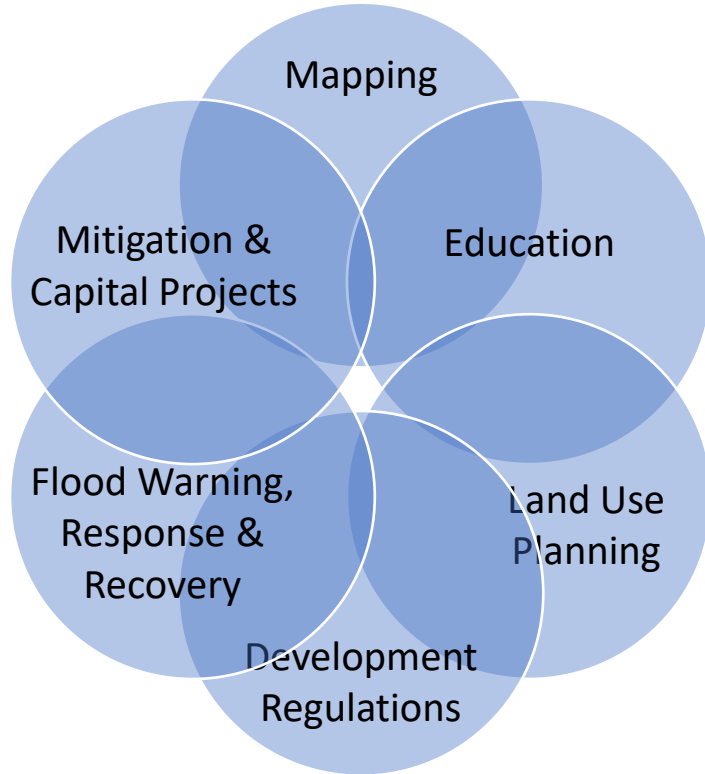 Mapping
Education
Land Use
Planning
Development
Regulations
Flood Warning,
Response &
Recovery
Mitigation &
Capital Projects